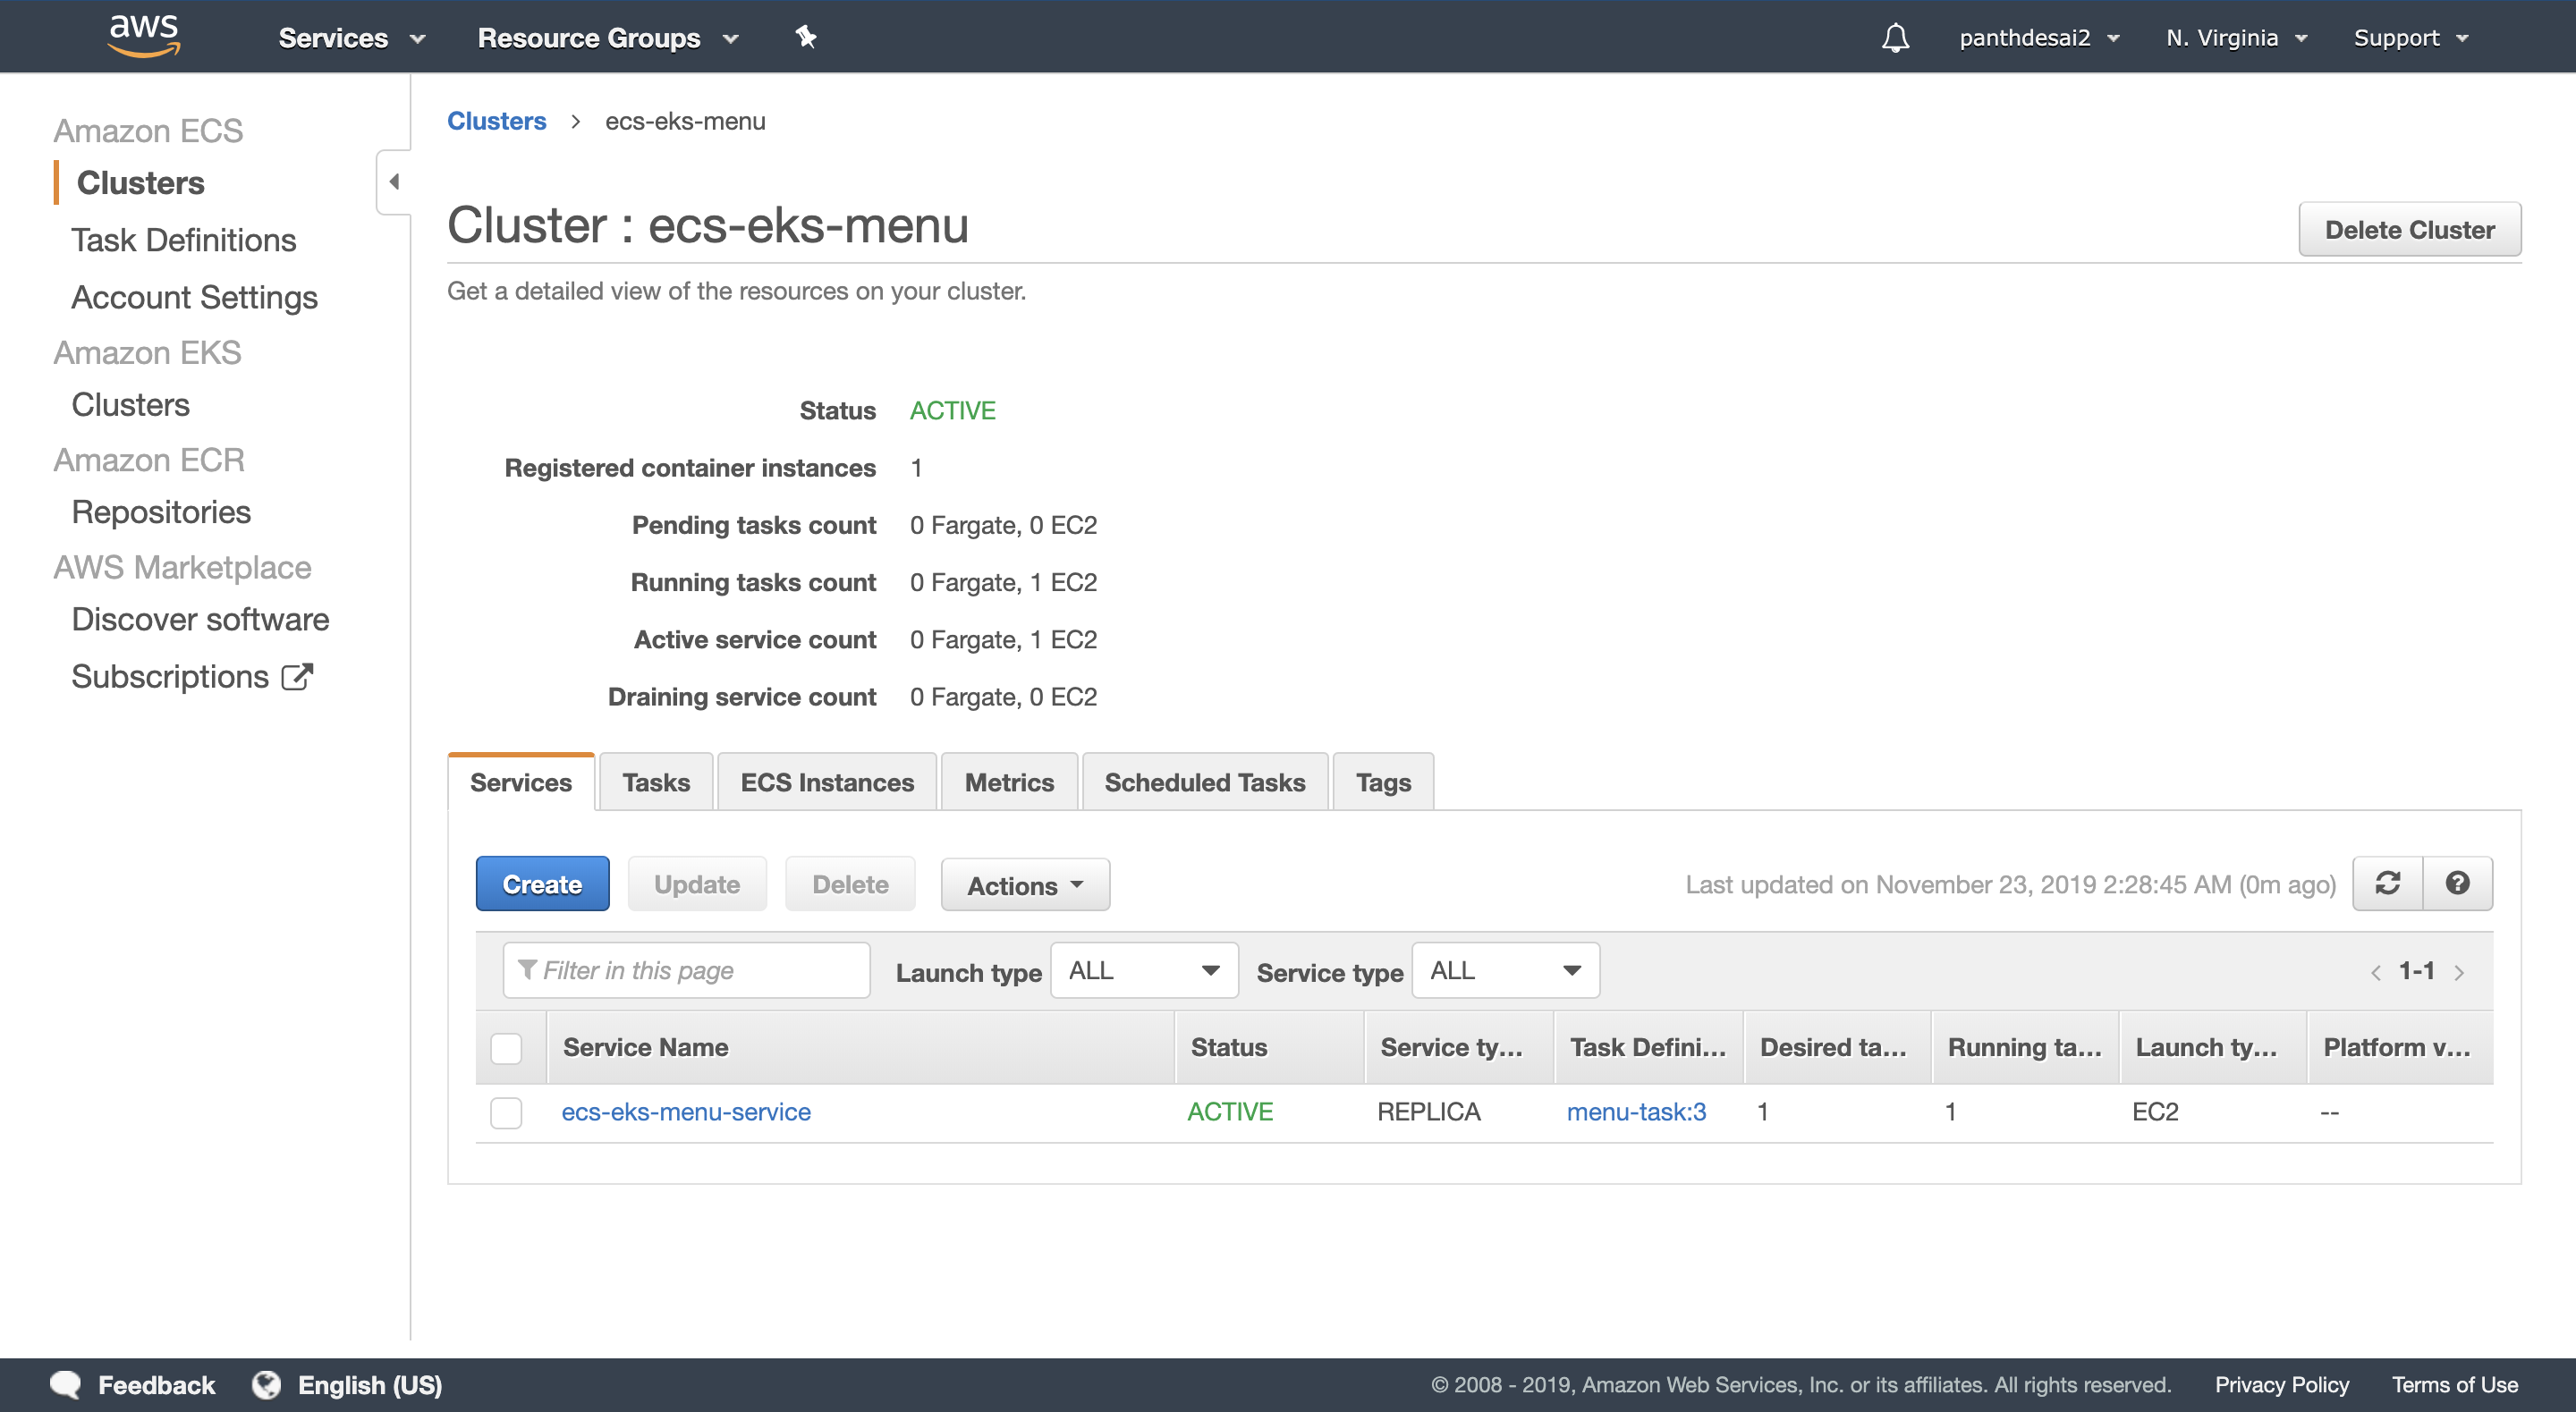 aws Services Resource Groups panthdesai2 N. Virginia Support
Amazon ECS
Clusters
Task Definitions
Account Settings
Amazon EKS
Clusters
Amazon ECR
Repositories
AWS Marketplace
Discover software
Subscriptions
Clusters > ecs-eks-menu
Cluster : ecs-eks-menu
Delete Cluster
Get a detailed view of the resources on your cluster.
Status ACTIVE
Registered container instances 1
Pending tasks count 0 Fargate, 0 EC2
Running tasks count 0 Fargate, 1 EC2
Active service count 0 Fargate, 1 EC2
Draining service count 0 Fargate, 0 EC2
Services Tasks ECS Instances Metrics Scheduled Tasks Tags
Create Update Delete Actions Last updated on November 23, 2019 2:28:45 AM (0m ago) ?
Filter in this page Launch type ALL Service type ALL < 1-1 >
Service Name Status Service ty... Task Defini... Desired ta... Running ta... Launch ty... Platform v...
ecs-eks-menu-service ACTIVE REPLICA menu-task:3 1 1 EC2 --
Feedback English (US) © 2008 - 2019, Amazon Web Services, Inc. or its affiliates. All rights reserved. Privacy Policy Terms of Use